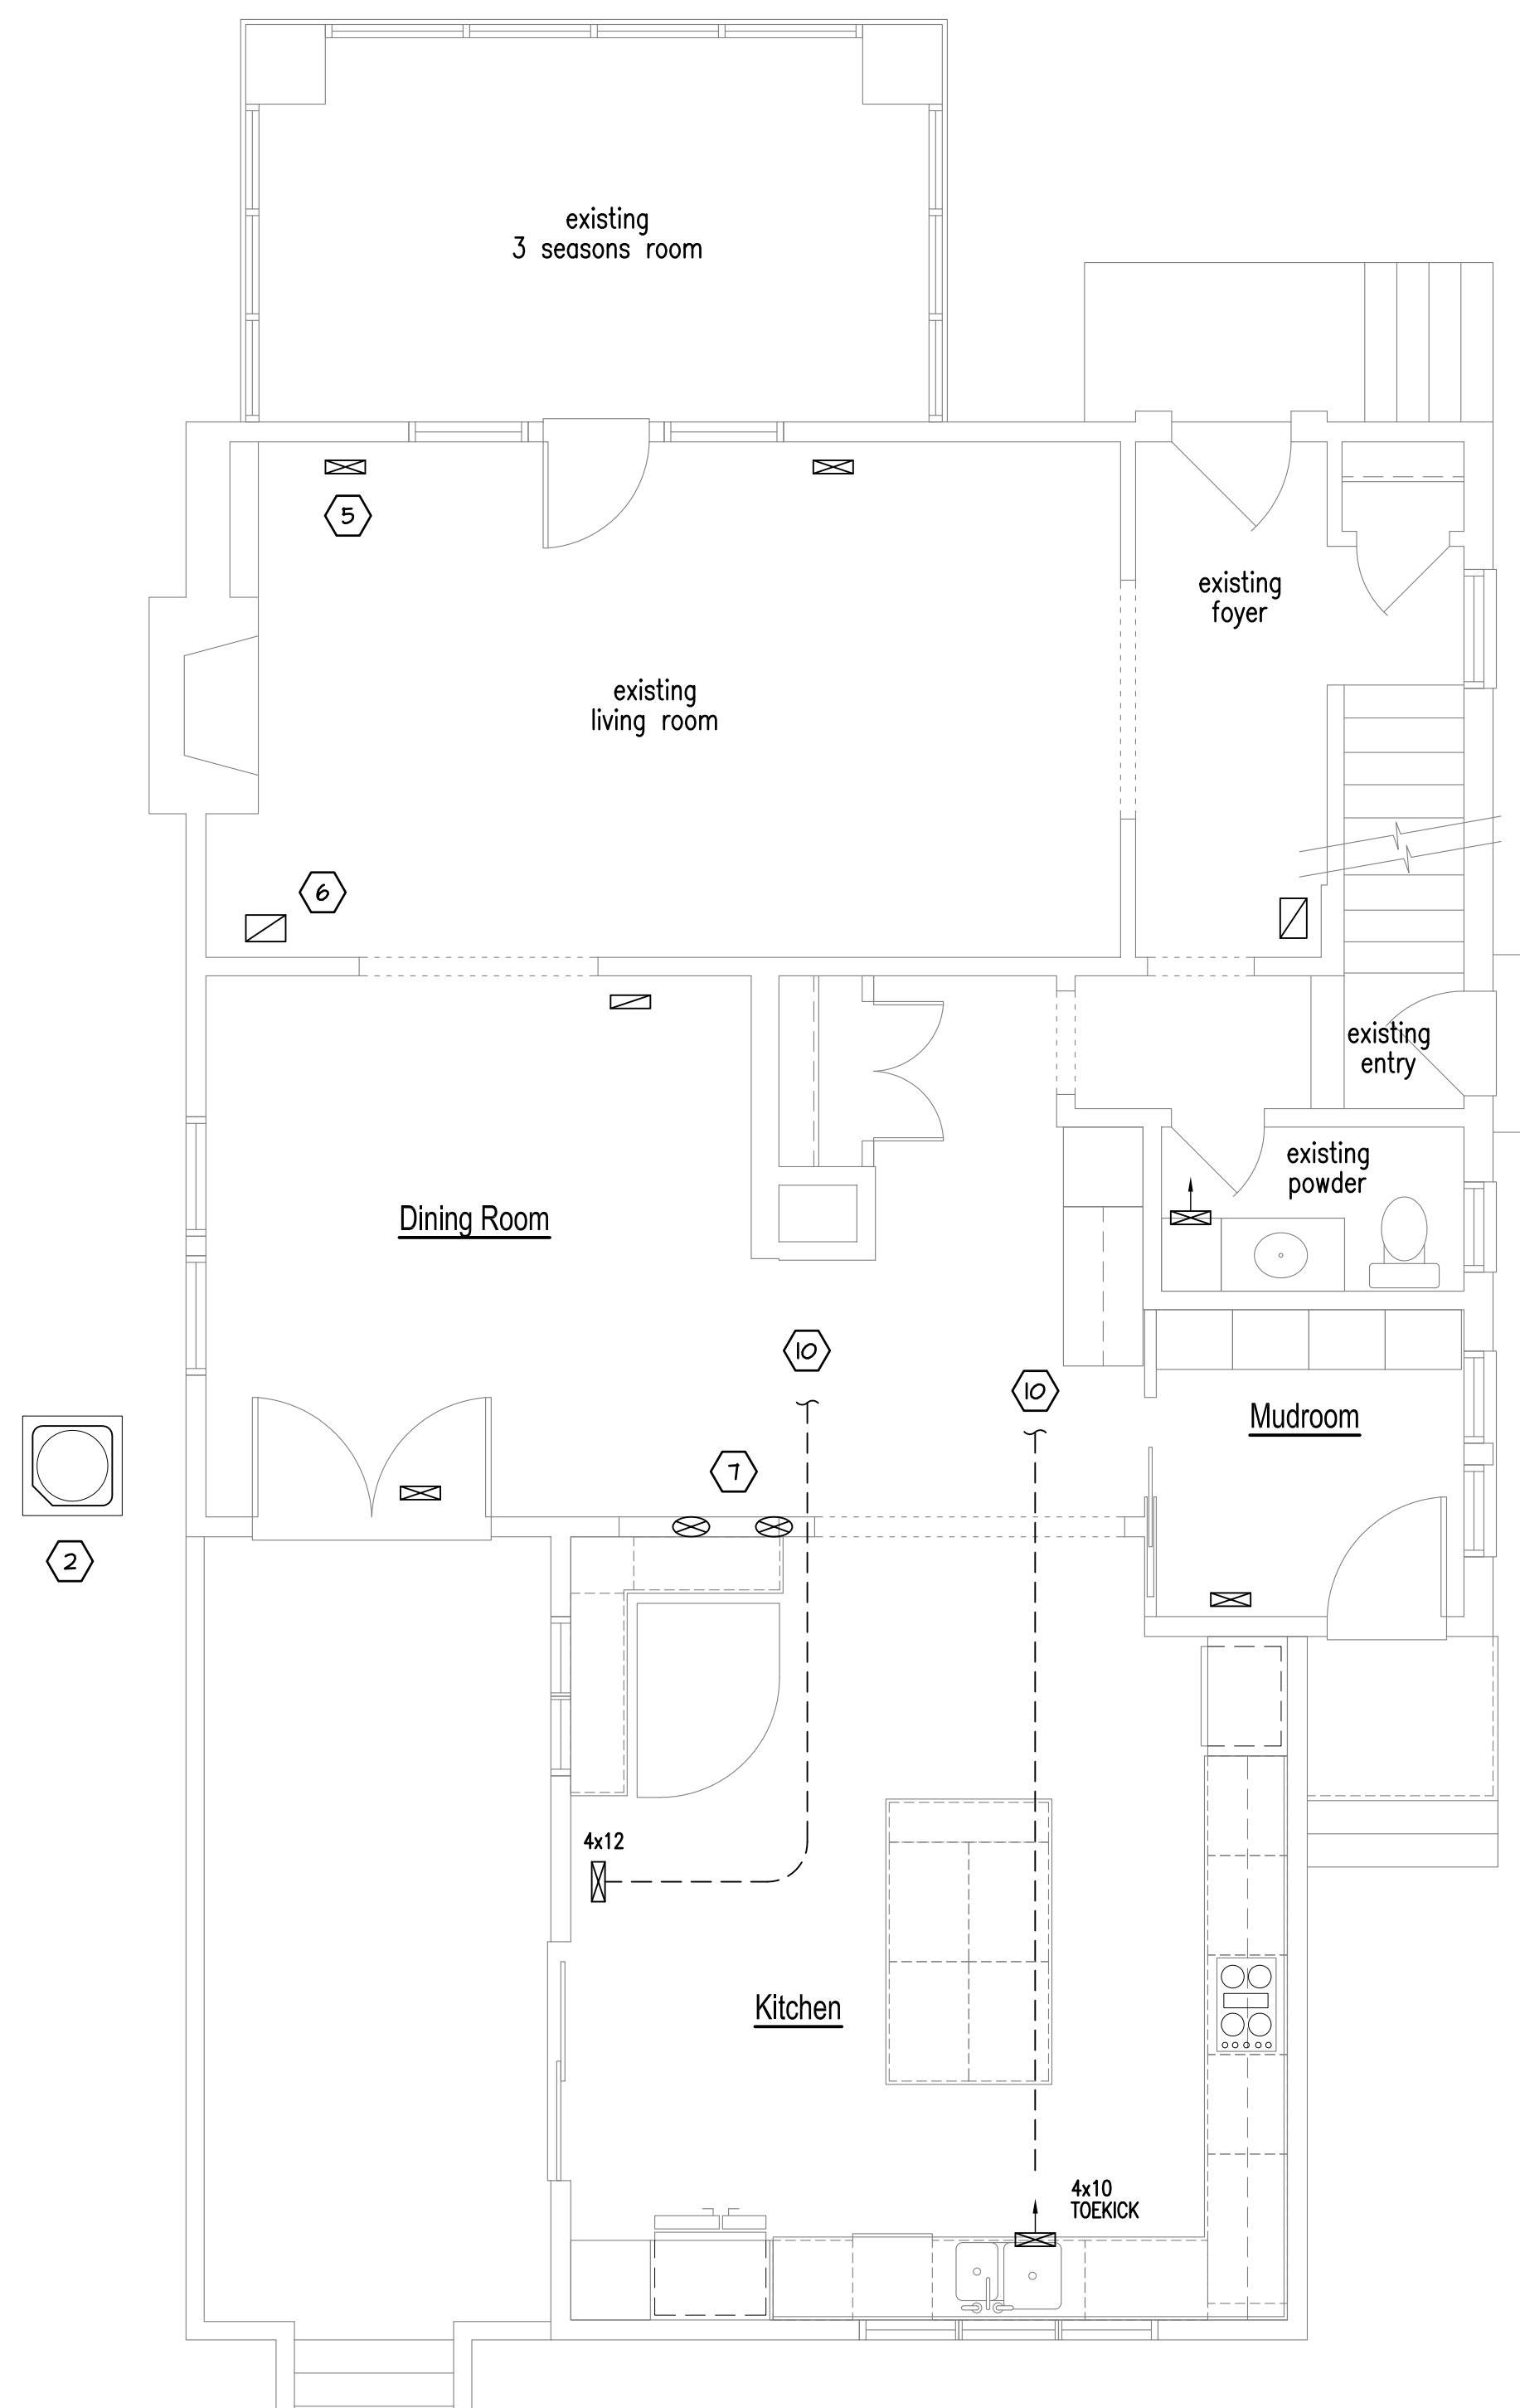 existing
3 seasons room
5
existing
foyer
existing
living room
6
existing
entry
existing
powder
Dining Room
10
10
Mudroom
7
2
4x12
Kitchen
4x10
TOEKICK